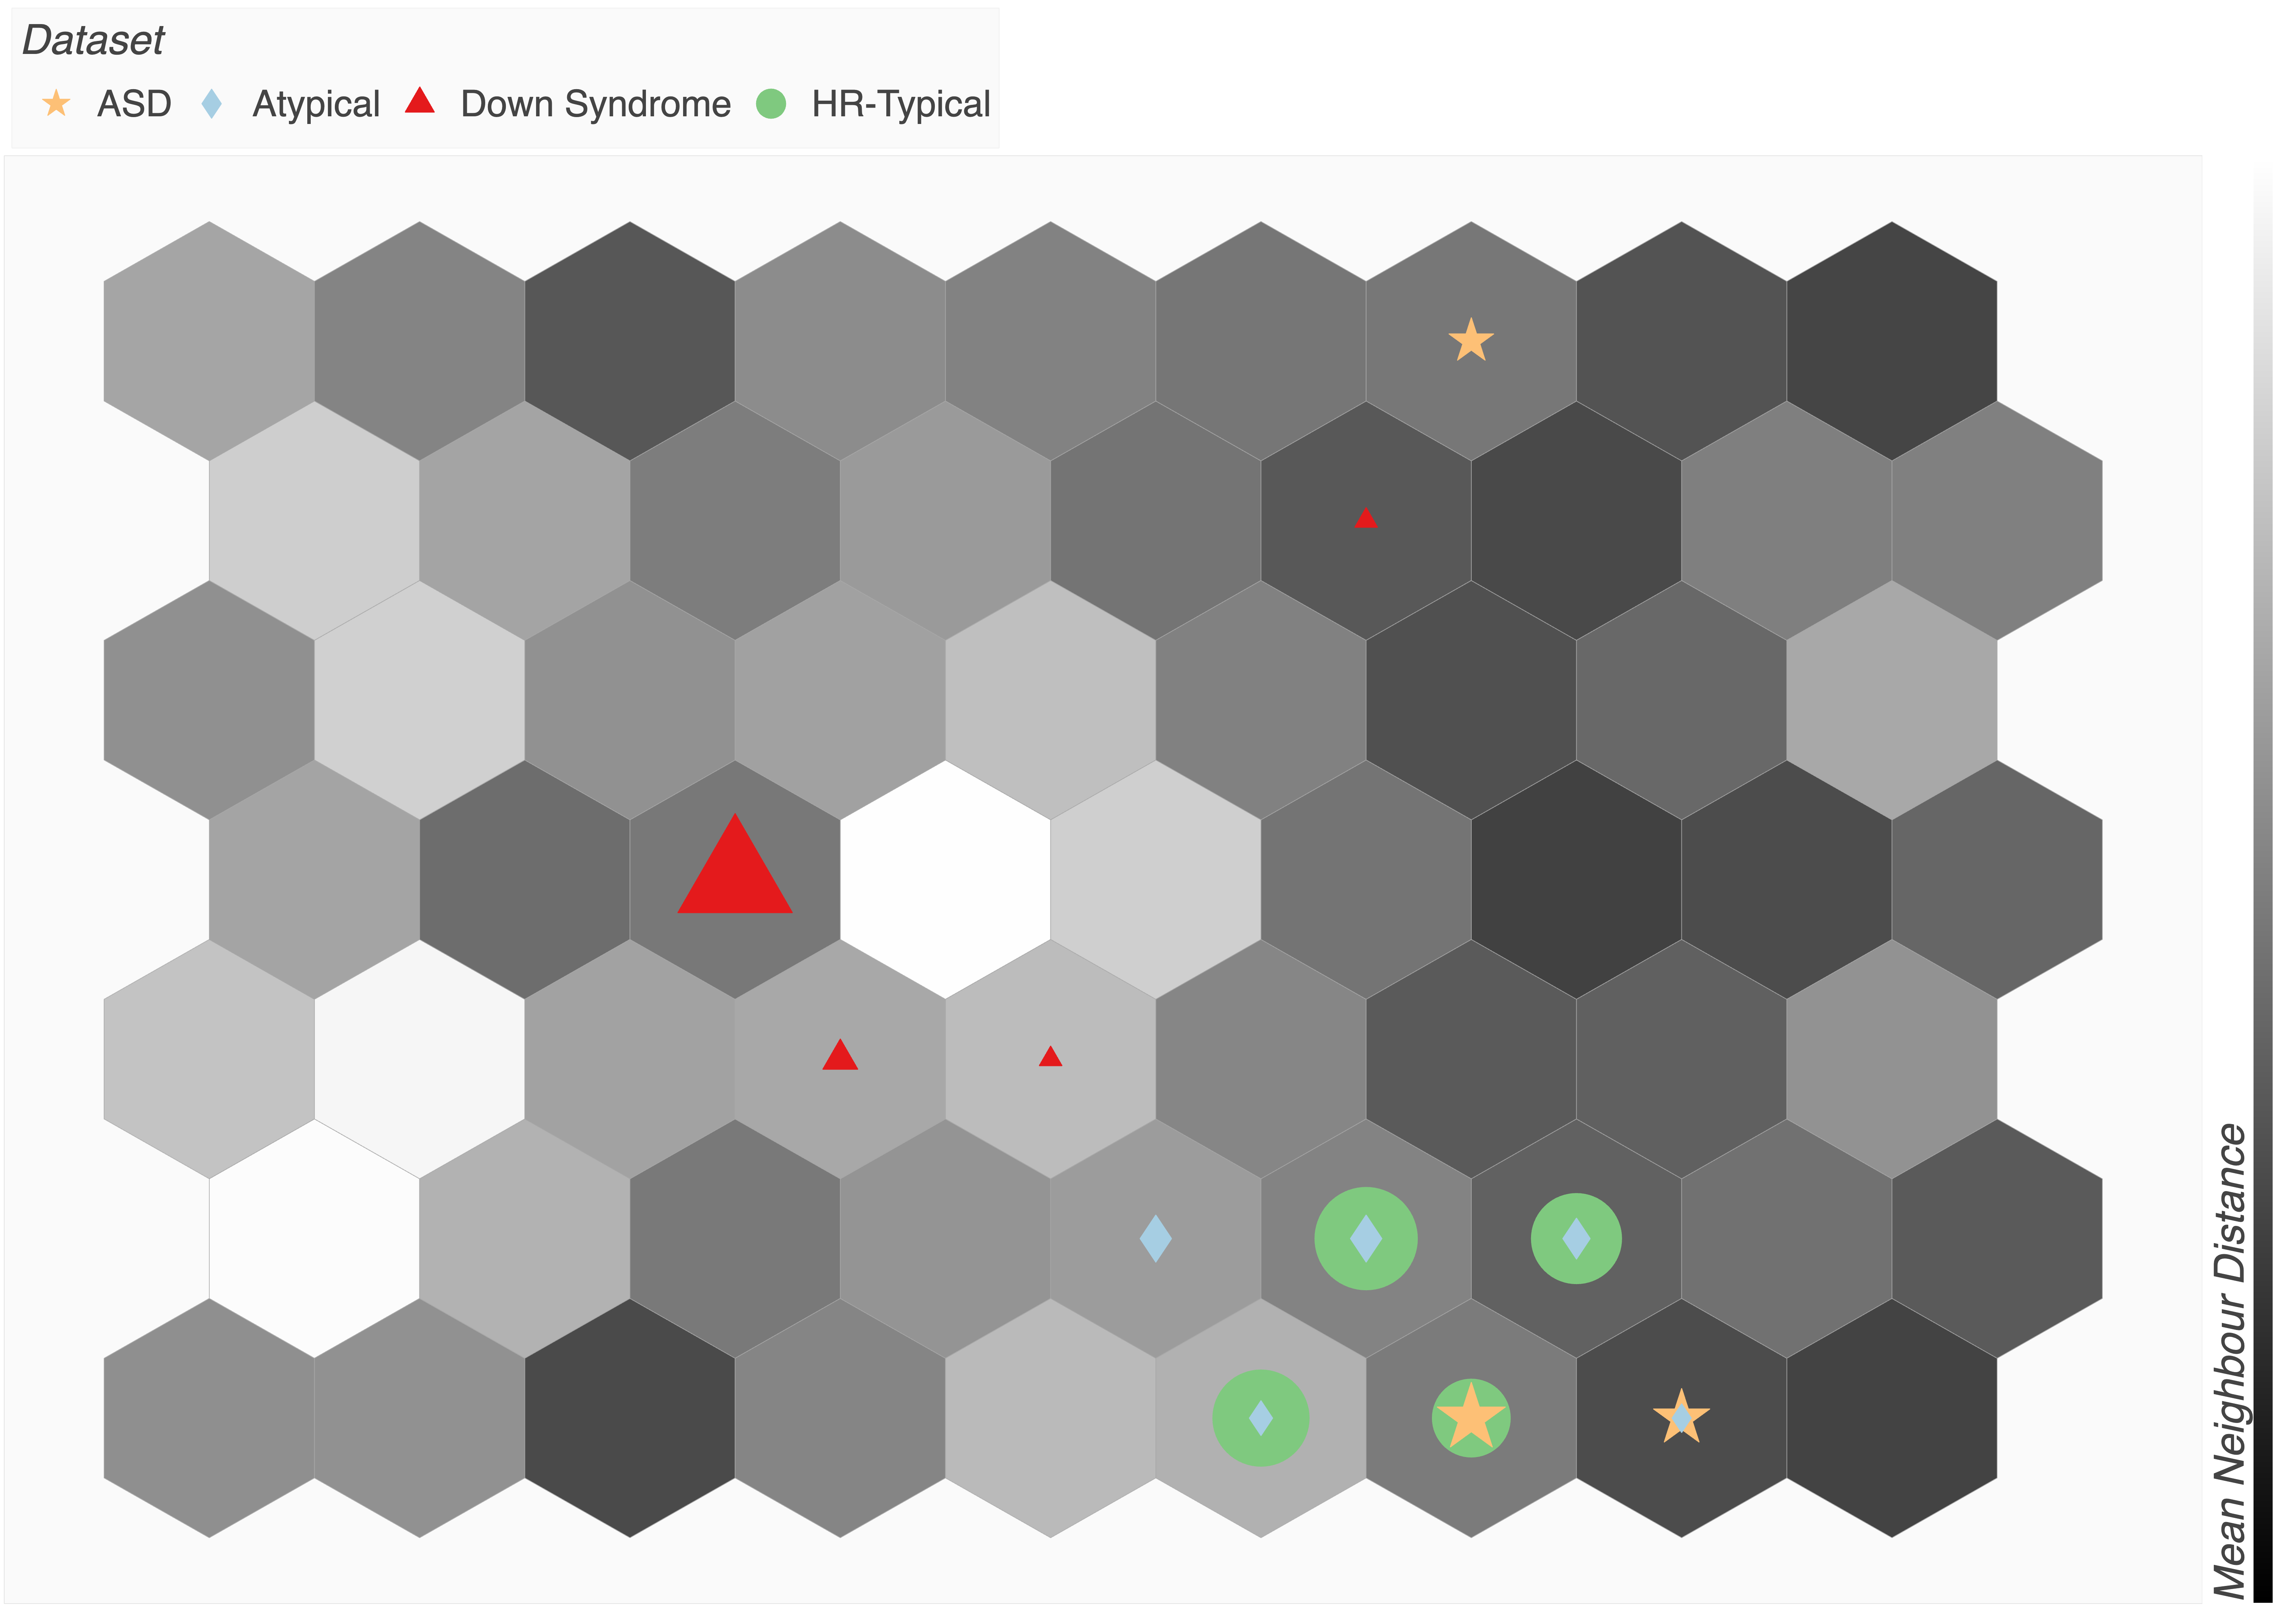 Dataset
ASD Atypical Down Syndrome HR-Typical
Mean Neighbour Distance